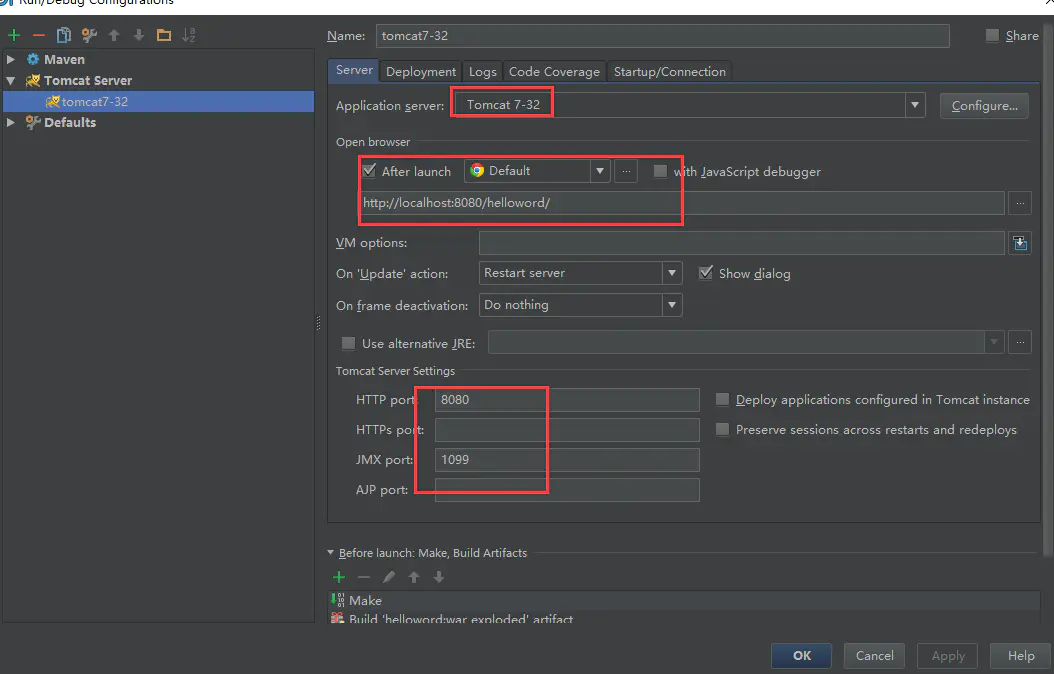 Run/Debug Configurations
Name: tomcat7-32 Share
Maven
Tomcat Server
tomcat7-32
Defaults
Server Deployment Logs Code Coverage Startup/Connection
Application server: Tomcat 7-32 Configure...
Open browser
After launch Default ... with JavaScript debugger
http://localhost:8080/helloword/ ...
VM options:
On 'Update' action: Restart server Show dialog
On frame deactivation: Do nothing
Use alternative JRE: ...
Tomcat Server Settings
HTTP port: 8080 Deploy applications configured in Tomcat instance
HTTPs port: Preserve sessions across restarts and redeploys
JMX port: 1099
AJP port:
Before launch: Make, Build Artifacts
Make
Build 'helloword:war exploded' artifact
OK Cancel Apply Help